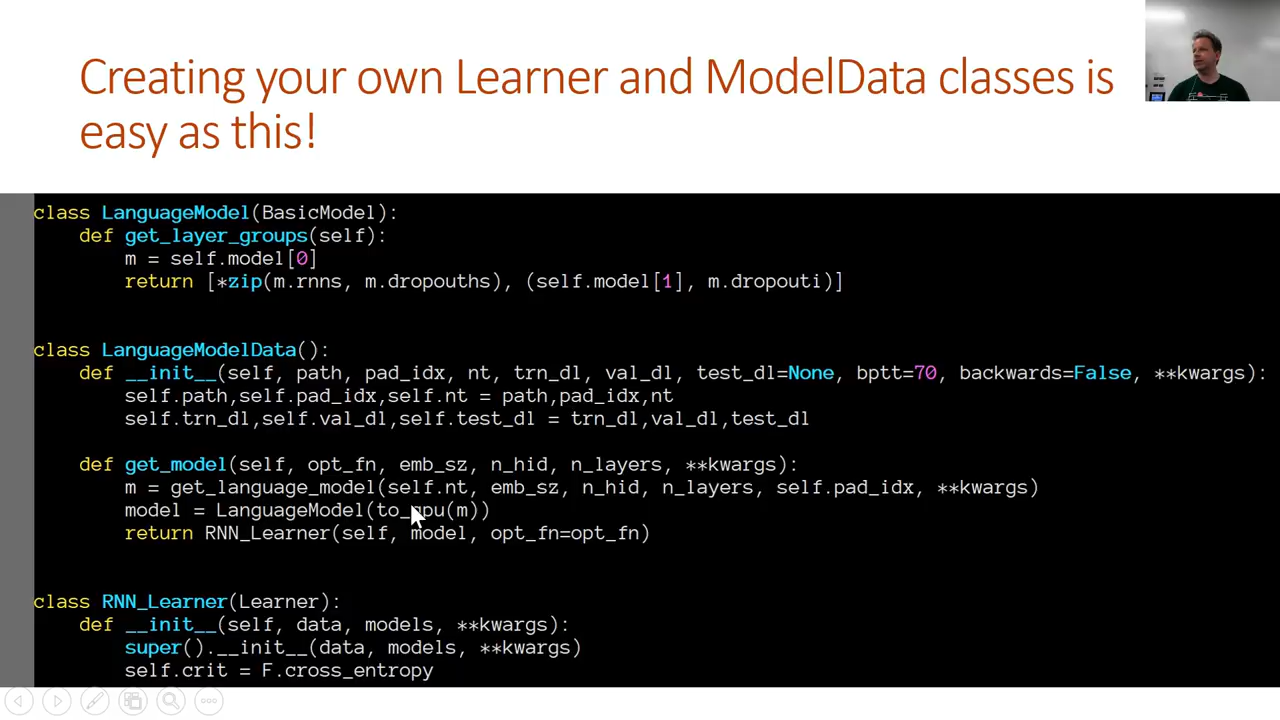 Creating your own Learner and ModelData classes is
easy as this!
class LanguageModel(BasicModel):
    def get_layer_groups(self):
        m = self.model[0]
        return [*zip(m.rnns, m.dropouths), (self.model[1], m.dropouti)]
class LanguageModelData():
    def __init__(self, path, pad_idx, nt, trn_dl, val_dl, test_dl=None, bptt=70, backwards=False, **kwargs):
        self.path,self.pad_idx,self.nt = path,pad_idx,nt
        self.trn_dl,self.val_dl,self.test_dl = trn_dl,val_dl,test_dl
    def get_model(self, opt_fn, emb_sz, n_hid, n_layers, **kwargs):
        m = get_language_model(self.nt, emb_sz, n_hid, n_layers, self.pad_idx, **kwargs)
        model = LanguageModel(to_gpu(m))
        return RNN_Learner(self, model, opt_fn=opt_fn)
class RNN_Learner(Learner):
    def __init__(self, data, models, **kwargs):
        super().__init__(data, models, **kwargs)
        self.crit = F.cross_entropy